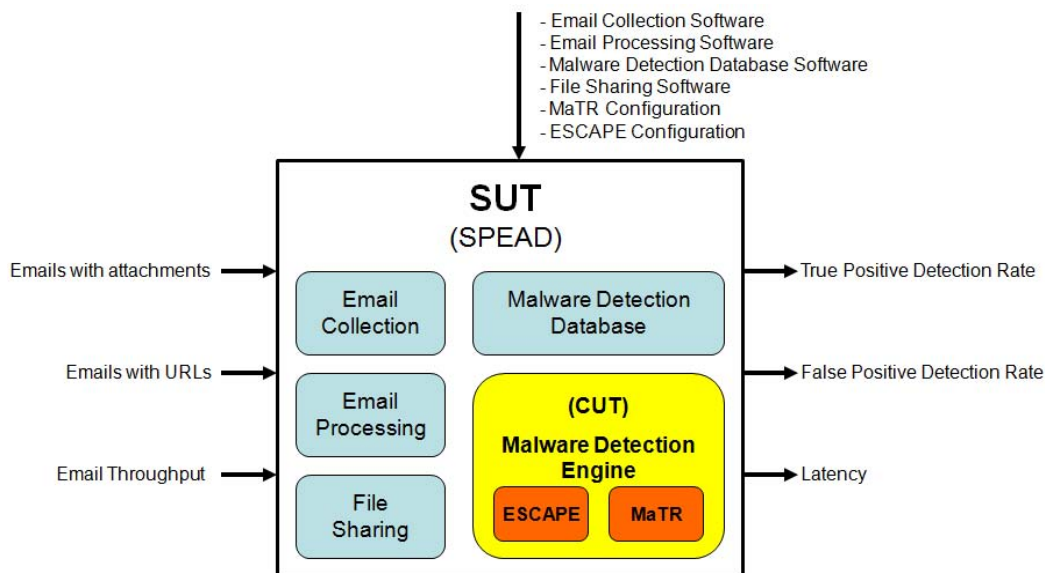 - Email Collection Software
- Email Processing Software
- Malware Detection Database Software
- File Sharing Software
- MaTR Configuration
- ESCAPE Configuration
SUT
(SPEAD)
Emails with attachments
Emails with URLs
Email Throughput
Email
Collection
Email
Processing
File
Sharing
Malware Detection
Database
(CUT)
Malware Detection
Engine
ESCAPE
MaTR
True Positive Detection Rate
False Positive Detection Rate
Latency